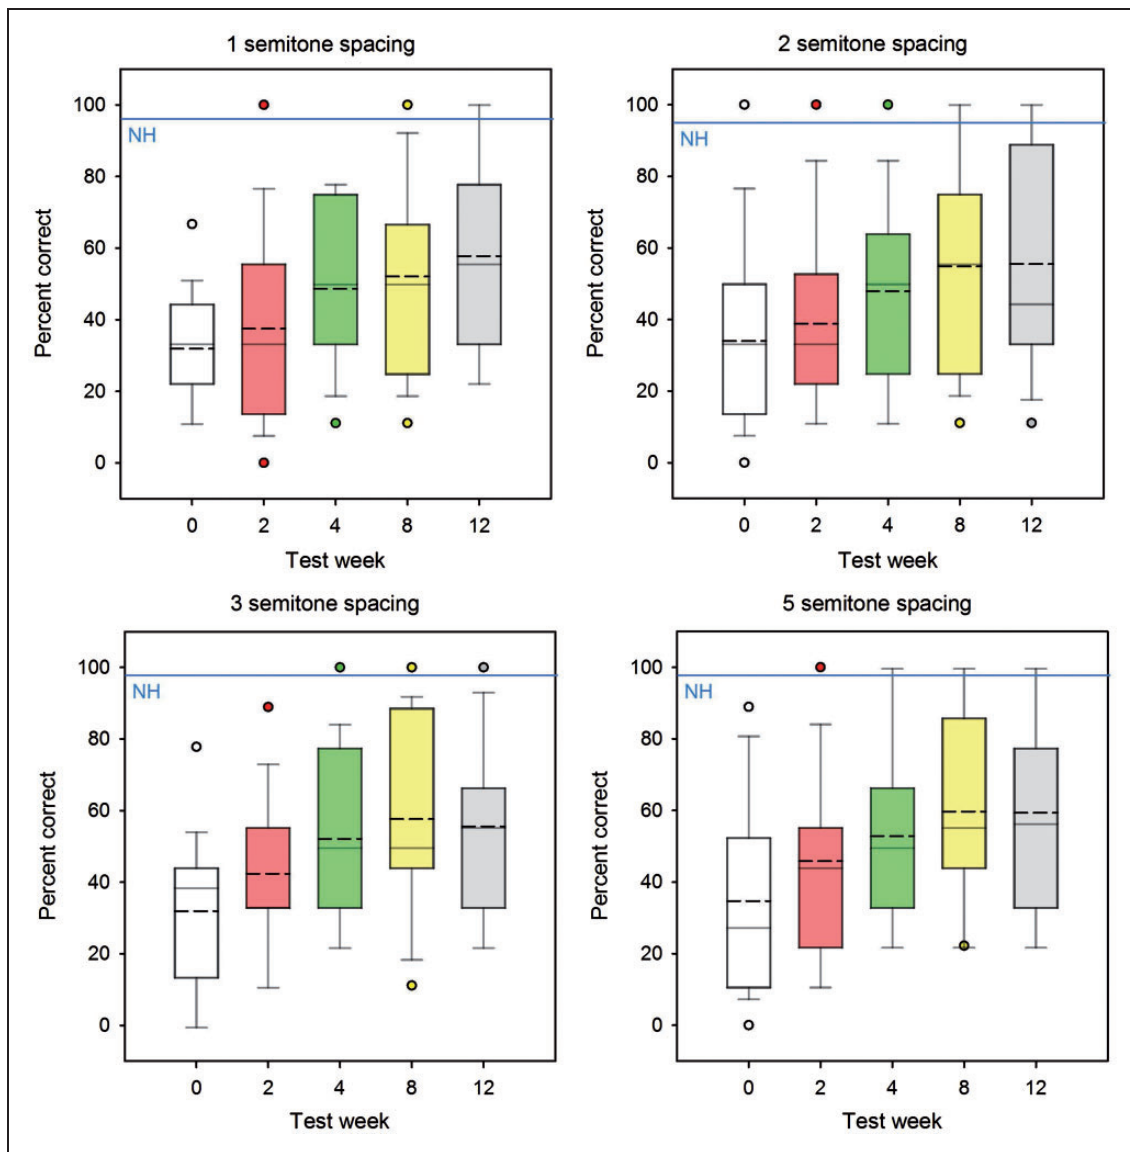 1 semitone spacing
Percent correct
100
80
60
40
20
0
NH
0 2 4 8 12
Test week
2 semitone spacing
Percent correct
100
80
60
40
20
0
NH
0 2 4 8 12
Test week
3 semitone spacing
Percent correct
100
80
60
40
20
0
NH
0 2 4 8 12
Test week
5 semitone spacing
Percent correct
100
80
60
40
20
0
NH
0 2 4 8 12
Test week